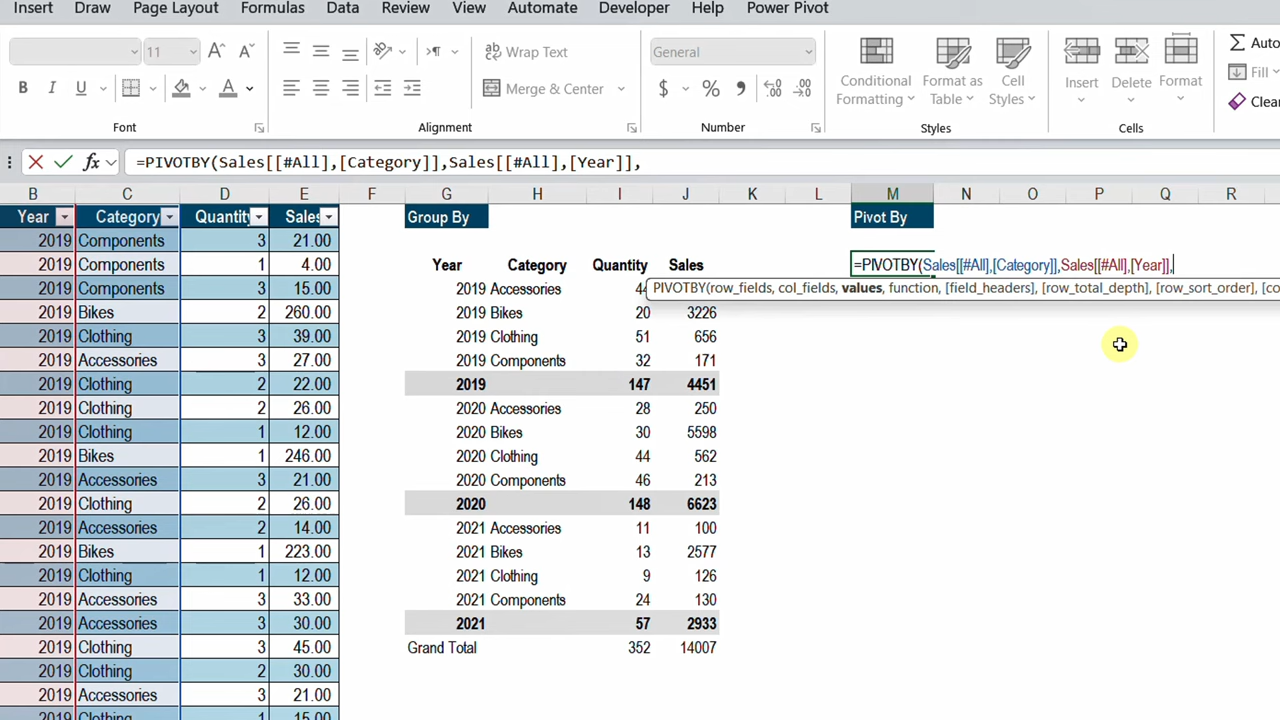 Insert Page Layout Formulas Data Review View Automate Developer Help Power Pivot
11 A A ab Wrap Text General Conditional Formatting Format as Table Cell Styles Insert Delete Format Σ Auto
Fill
B I U A Merge & Center $ % Clear
Font Alignment Number Styles Cells
fx =PIVOTBY(Sales[[#All],[Category]],Sales[[#All],[Year]],
B C D E F G H I J K L M N O P Q R
Year Category Quantity Sales Group By Pivot By
2019 Components 3 21.00
2019 Components 1 4.00 Year Category Quantity Sales =PIVOTBY(Sales[[#All],[Category]],Sales[[#All],[Year]],
2019 Components 3 15.00 2019 Accessories 44 PIVOTBY(row_fields, col_fields, values, function, [field_headers], [row_total_depth], [row_sort_order], [co
2019 Bikes 2 260.00 2019 Bikes 20 3226
2019 Clothing 3 39.00 2019 Clothing 51 656
2019 Accessories 3 27.00 2019 Components 32 171
2019 Clothing 2 22.00 2019 147 4451
2019 Clothing 2 26.00 2020 Accessories 28 250
2019 Clothing 1 12.00 2020 Bikes 30 5598
2019 Bikes 1 246.00 2020 Clothing 44 562
2019 Accessories 3 21.00 2020 Components 46 213
2019 Clothing 2 26.00 2020 148 6623
2019 Accessories 2 14.00 2021 Accessories 11 100
2019 Bikes 1 223.00 2021 Bikes 13 2577
2019 Clothing 1 12.00 2021 Clothing 9 126
2019 Accessories 3 33.00 2021 Components 24 130
2019 Accessories 3 30.00 2021 57 2933
2019 Clothing 3 45.00 Grand Total 352 14007
2019 Clothing 2 30.00
2019 Accessories 3 21.00
2019 Clothing 1 15.00